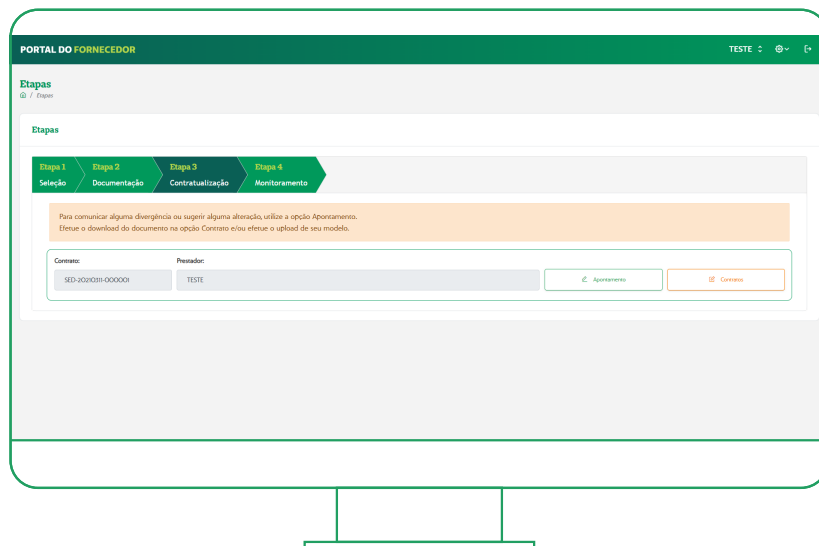 PORTAL DO FORNECEDOR
TESTE
Etapas
/ Etapas
Etapas
Etapa 1
Seleção
Etapa 2
Documentação
Etapa 3
Contratualização
Etapa 4
Monitoramento
Para comunicar alguma divergência ou sugerir alguma alteração, utilize a opção Apontamento.
Efetue o download do documento na opção Contrato e/ou efetue o upload de seu modelo.
Contrato:
SED-20210311-000001
Prestador:
TESTE
Apontamento
Contratos